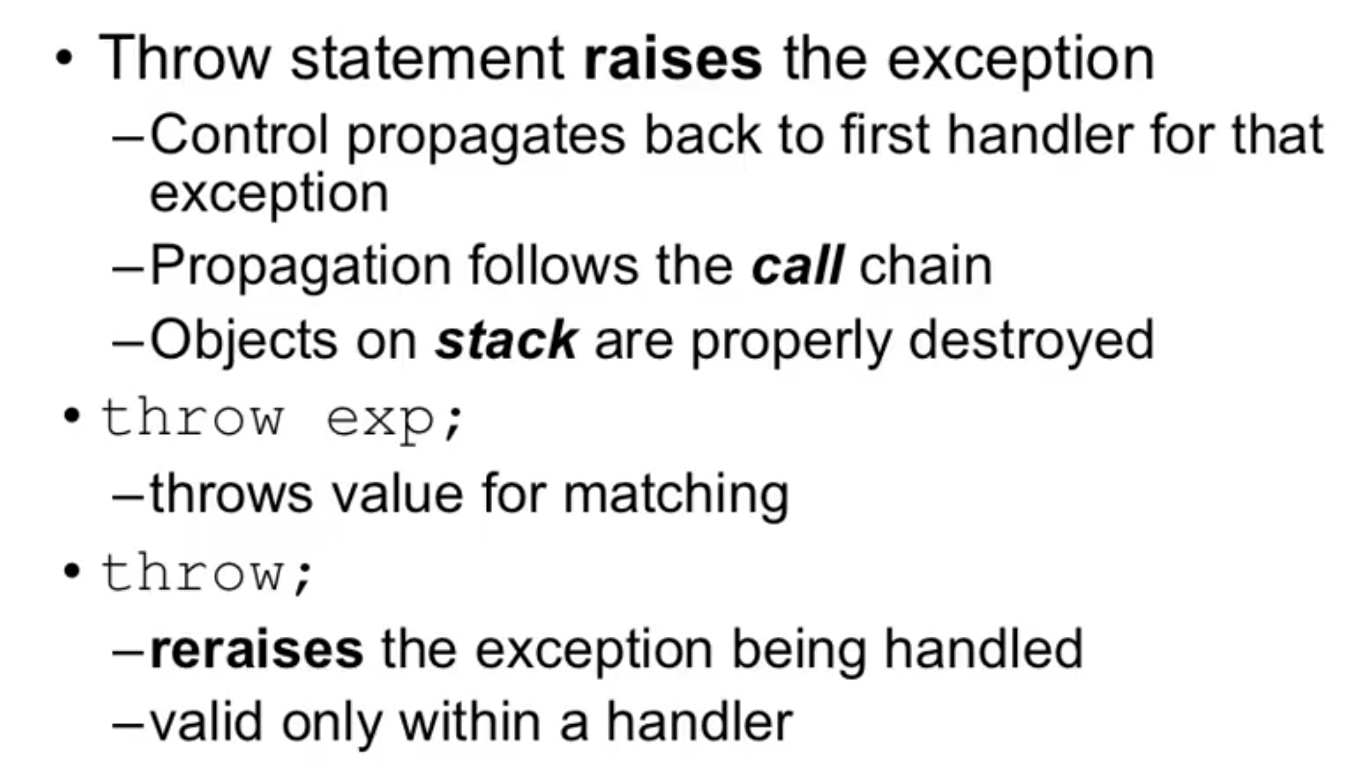 • Throw statement raises the exception
–Control propagates back to first handler for that
exception
–Propagation follows the call chain
–Objects on stack are properly destroyed
• throw exp;
–throws value for matching
• throw;
–reraises the exception being handled
–valid only within a handler